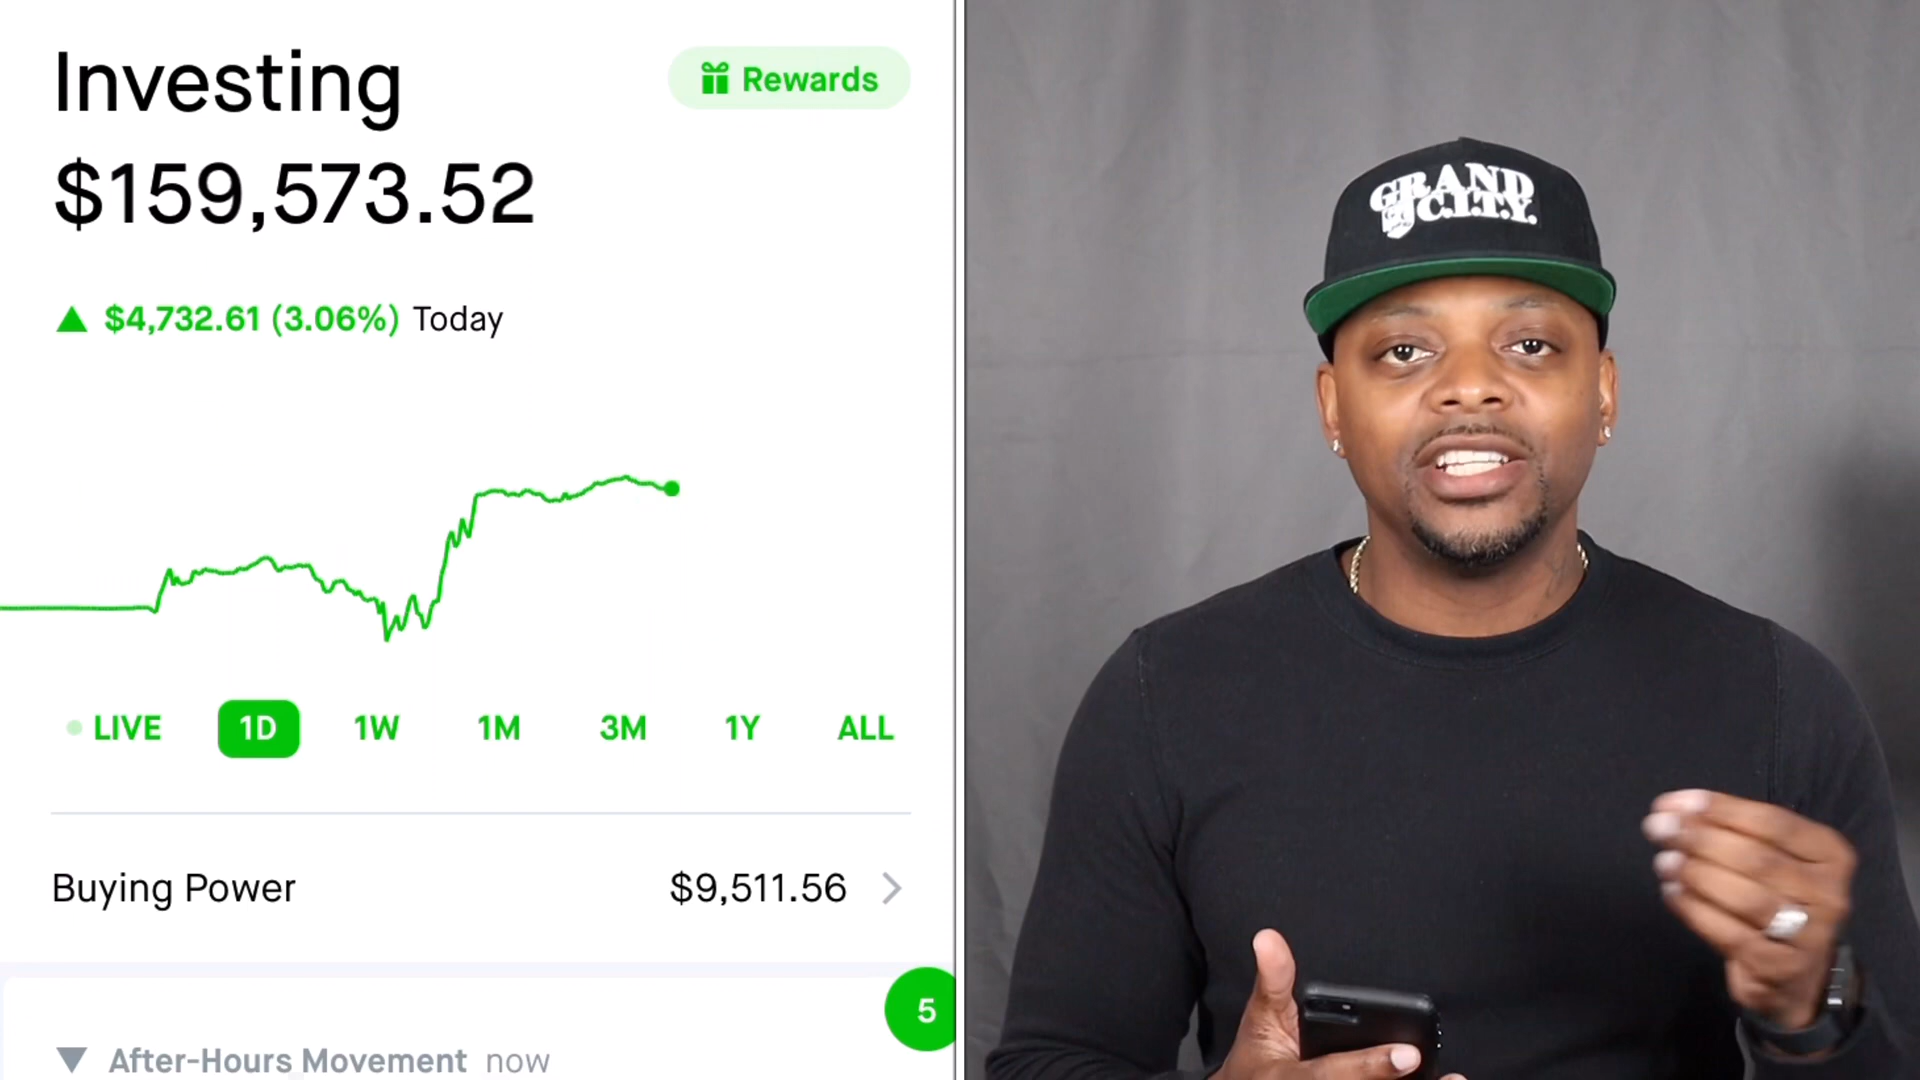 Investing
Rewards
$159,573.52
$4,732.61 (3.06%) Today
LIVE 1D 1W 1M 3M 1Y ALL
Buying Power $9,511.56
5
After-Hours Movement now
GRAND
C.I.T.Y.